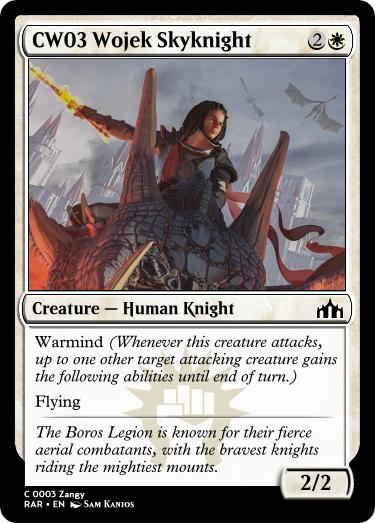 CW03 Wojek Skyknight 2
Creature — Human Knight
Warmind (Whenever this creature attacks,
up to one other target attacking creature gains
the following abilities until end of turn.)
Flying
The Boros Legion is known for their fierce
aerial combatants, with the bravest knights
riding the mightiest mounts.
2/2
C 0003 Zangy
RAR • EN Sam Kanios